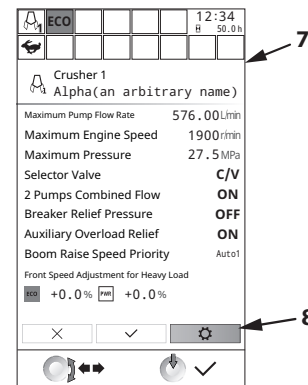 1 ECO 12:34
50.0h
7
Crusher 1
Alpha(an arbitrary name)
Maximum Pump Flow Rate 576.00L/min
Maximum Engine Speed 1900r/min
Maximum Pressure 27.5MPa
Selector Valve C/V
2 Pumps Combined Flow ON
Breaker Relief Pressure OFF
Auxiliary Overload Relief ON
Boom Raise Speed Priority Auto1
Front Speed Adjustment for Heavy Load
ECO +0.0% PWR +0.0%
8